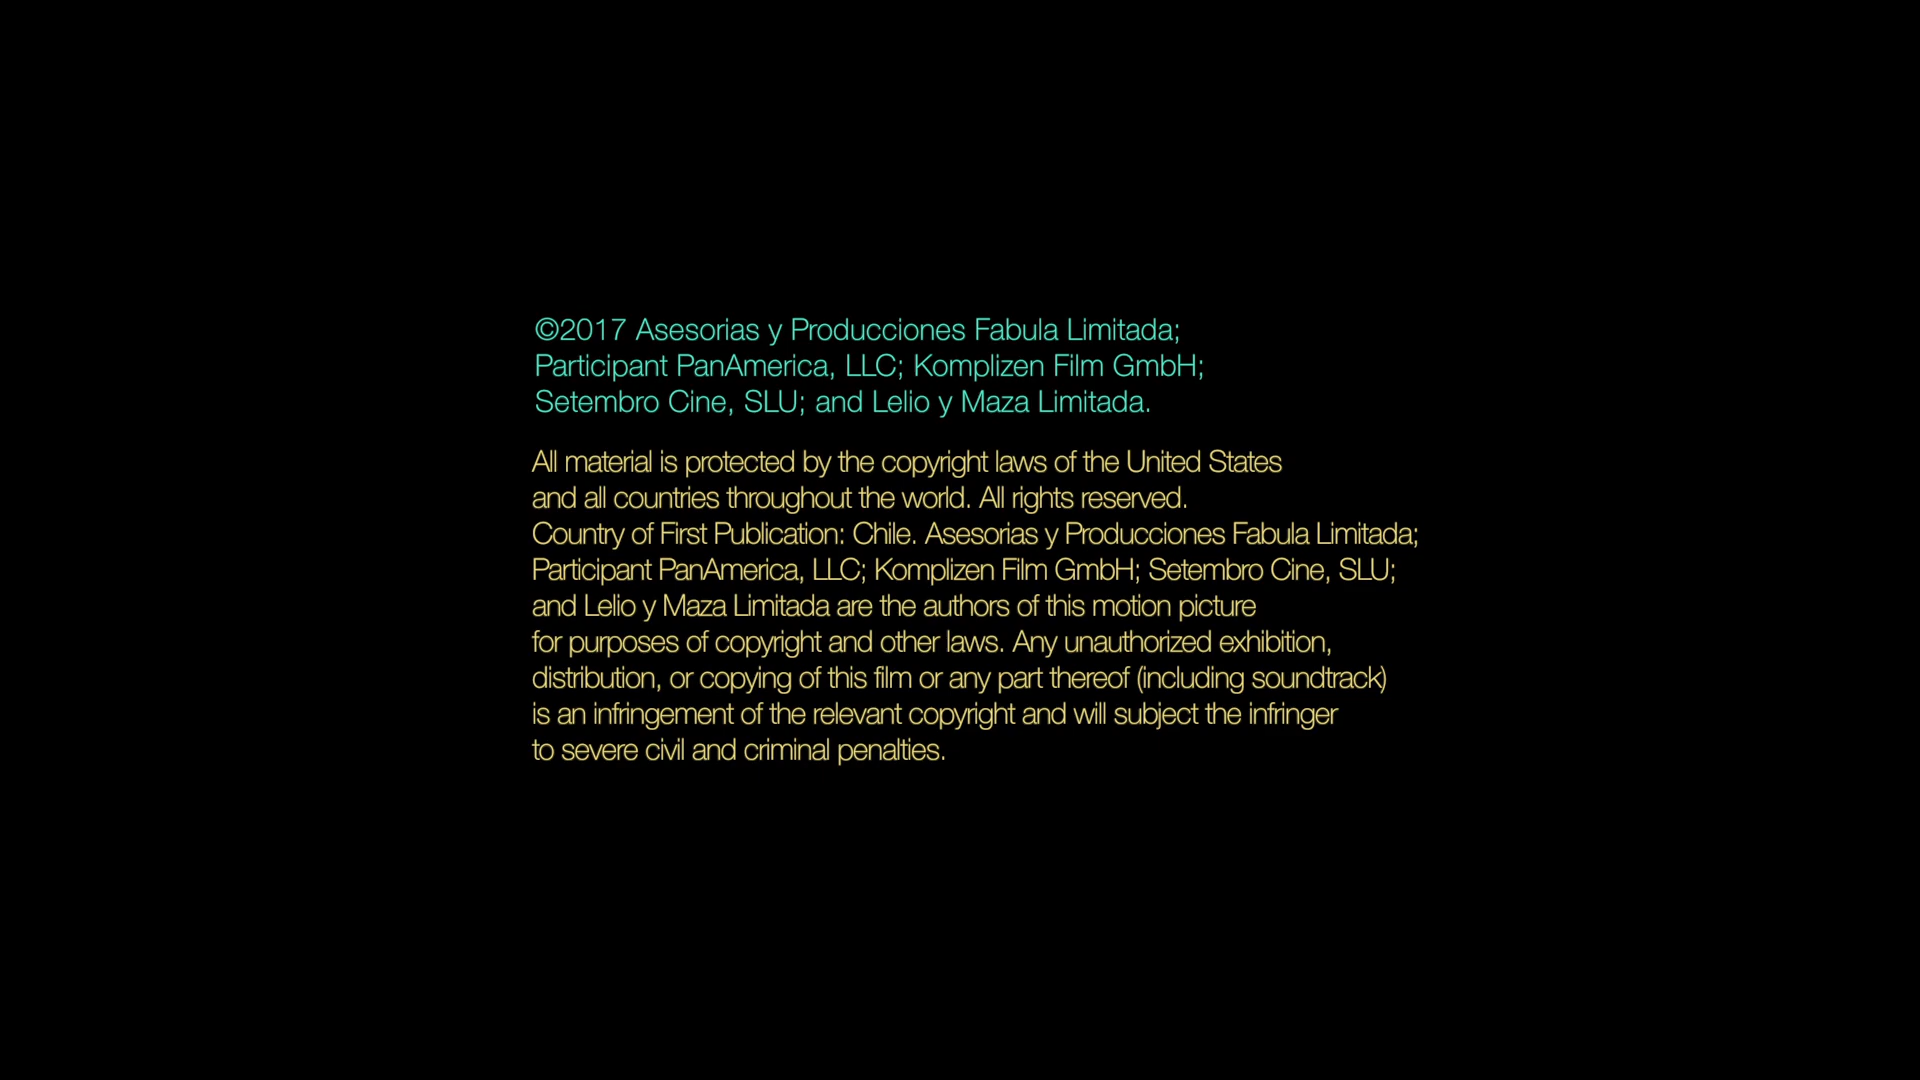 ©2017 Asesorias y Producciones Fabula Limitada;
Participant PanAmerica, LLC; Komplizen Film GmbH;
Setembro Cine, SLU; and Lelio y Maza Limitada.
All material is protected by the copyright laws of the United States
and all countries throughout the world. All rights reserved.
Country of First Publication: Chile. Asesorias y Producciones Fabula Limitada;
Participant PanAmerica, LLC; Komplizen Film GmbH; Setembro Cine, SLU;
and Lelio y Maza Limitada are the authors of this motion picture
for purposes of copyright and other laws. Any unauthorized exhibition,
distribution, or copying of this film or any part thereof (including soundtrack)
is an infringement of the relevant copyright and will subject the infringer
to severe civil and criminal penalties.